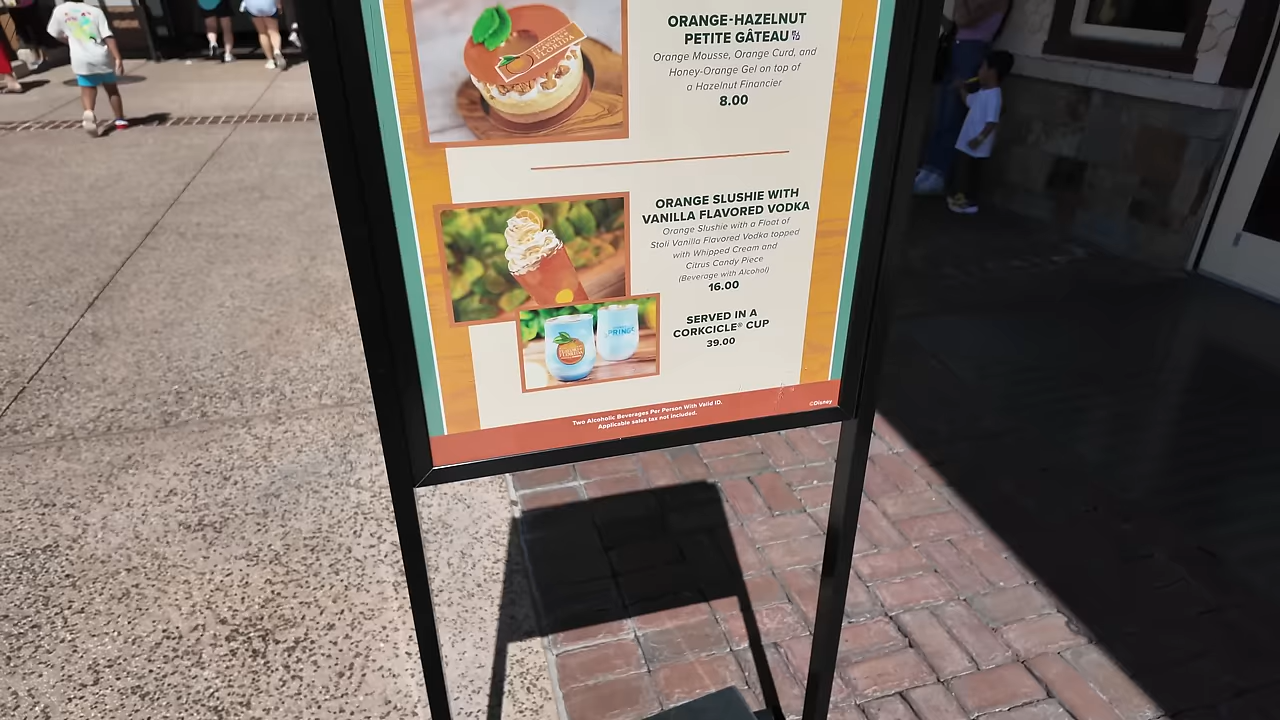 FLAVORS OF
FLORIDA
ORANGE-HAZELNUT
PETITE GÂTEAU
Orange Mousse, Orange Curd, and
Honey-Orange Gel on top of
a Hazelnut Financier
8.00
ORANGE SLUSHIE WITH
VANILLA FLAVORED VODKA
Orange Slushie with a Float of
Stoli Vanilla Flavored Vodka topped
with Whipped Cream and
Citrus Candy Piece
(Beverage with Alcohol)
16.00
SERVED IN A
CORKCICLE® CUP
39.00
Two Alcoholic Beverages Per Person With Valid ID.
Applicable sales tax not included.
©Disney